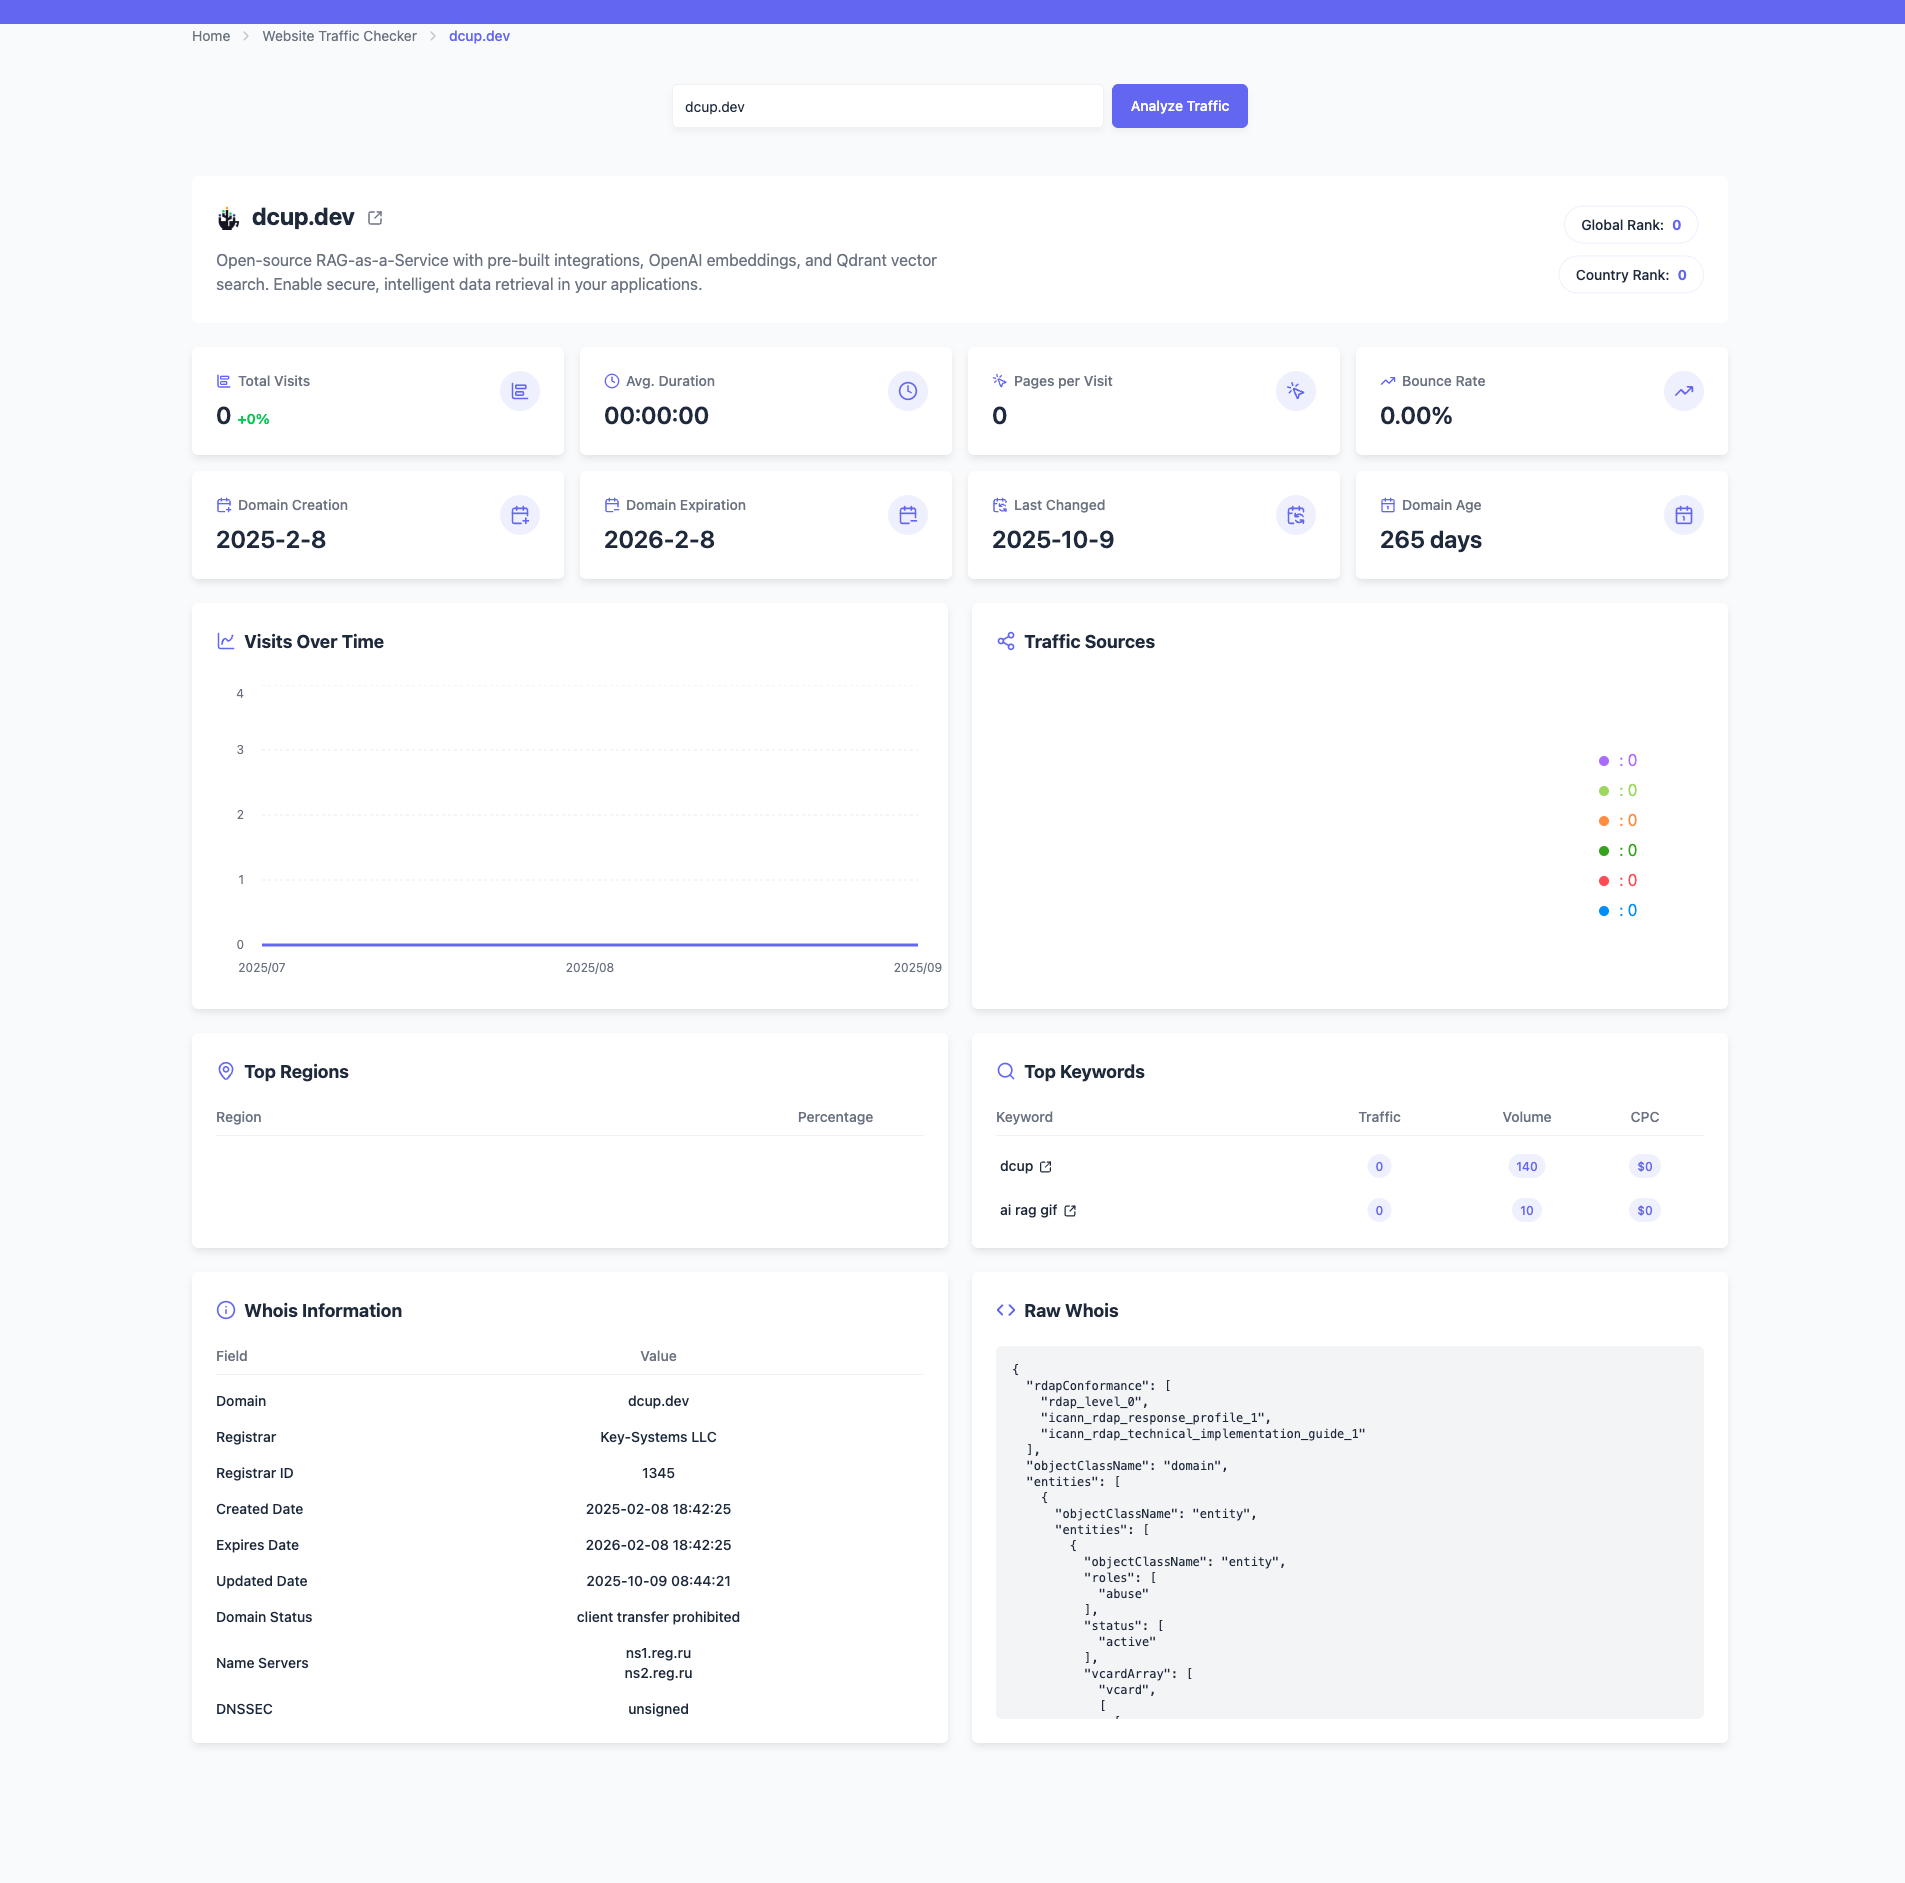 Home > Website Traffic Checker > dcup.dev
dcup.dev
Analyze Traffic
dcup.dev
Open-source RAG-as-a-Service with pre-built integrations, OpenAI embeddings, and Qdrant vector
search. Enable secure, intelligent data retrieval in your applications.
Global Rank: 0
Country Rank: 0
Total Visits
0 +0%
Avg. Duration
00:00:00
Pages per Visit
0
Bounce Rate
0.00%
Domain Creation
2025-2-8
Domain Expiration
2026-2-8
Last Changed
2025-10-9
Domain Age
265 days
Visits Over Time
4
3
2
1
0
2025/07 2025/08 2025/09
Traffic Sources
: 0
: 0
: 0
: 0
: 0
: 0
Top Regions
Region Percentage
Top Keywords
Keyword Traffic Volume CPC
dcup 0 140 $0
ai rag gif 0 10 $0
Whois Information
Field Value
Domain dcup.dev
Registrar Key-Systems LLC
Registrar ID 1345
Created Date 2025-02-08 18:42:25
Expires Date 2026-02-08 18:42:25
Updated Date 2025-10-09 08:44:21
Domain Status client transfer prohibited
Name Servers ns1.reg.ru
ns2.reg.ru
DNSSEC unsigned
Raw Whois
{
"rdapConformance": [
"rdap_level_0",
"icann_rdap_response_profile_1",
"icann_rdap_technical_implementation_guide_1"
],
"objectClassName": "domain",
"entities": [
{
"objectClassName": "entity",
"entities": [
{
"objectClassName": "entity",
"roles": [
"abuse"
],
"status": [
"active"
],
"vcardArray": [
"vcard",
[